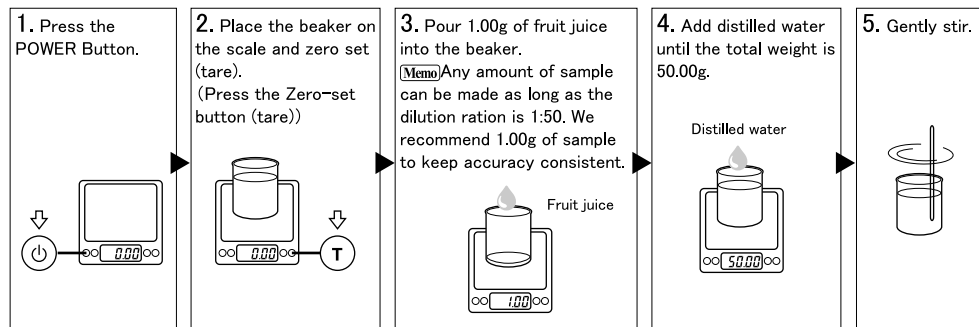 1. Press the
POWER Button.
0.00
2. Place the beaker on
the scale and zero set
(tare).
(Press the Zero-set
button (tare))
0.00
T
3. Pour 1.00g of fruit juice
into the beaker.
Memo Any amount of sample
can be made as long as the
dilution ration is 1:50. We
recommend 1.00g of sample
to keep accuracy consistent.
Fruit juice
1.00
4. Add distilled water
until the total weight is
50.00g.
Distilled water
50.00
5. Gently stir.